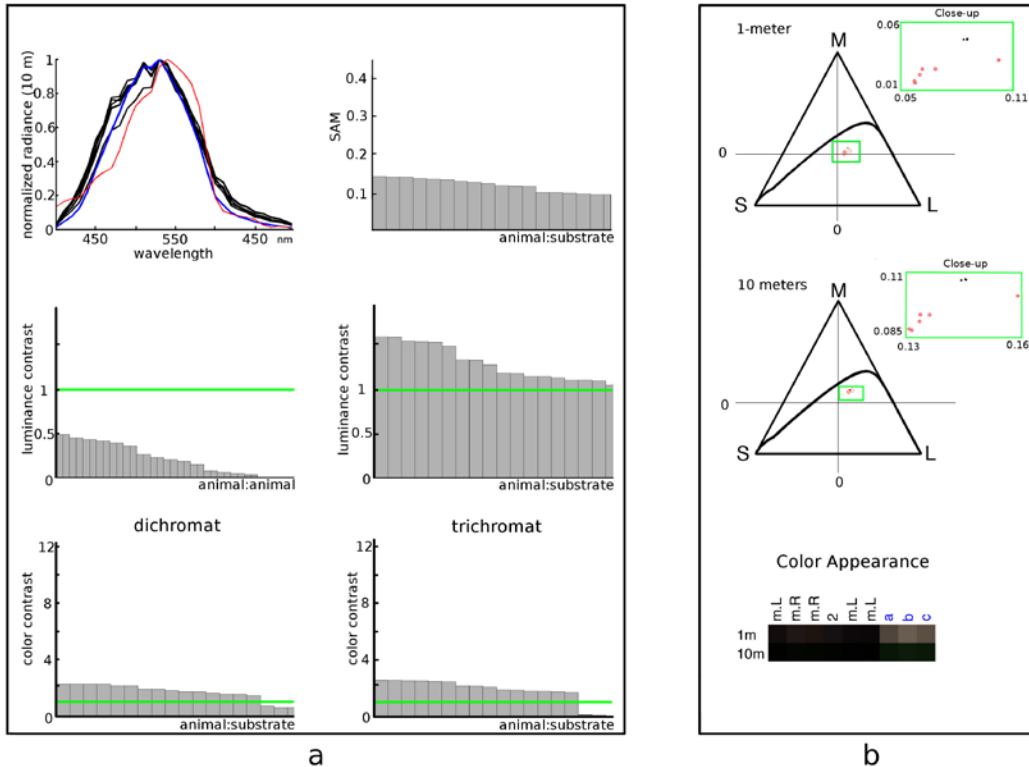 normalized radiance (10 m)
1
0.8
0.6
0.4
0.2
0
450
550
450
nm
wavelength
SAM
0.4
0.3
0.2
0.1
animal:substrate
luminance contrast
1
0.5
0
animal:animal
luminance contrast
1
0.5
0
animal:substrate
dichromat
color contrast
12
8
4
2
0
animal:substrate
trichromat
color contrast
12
8
4
2
0
animal:substrate
a
1-meter
M
S
L
0
0
Close-up
0.06
0.01
0.05
0.11
10 meters
M
S
L
0
0
Close-up
0.11
0.085
0.13
0.16
Color Appearance
m.L
m.R
m.R
2
m.L
m.L
a
b
c
1m
10m
b